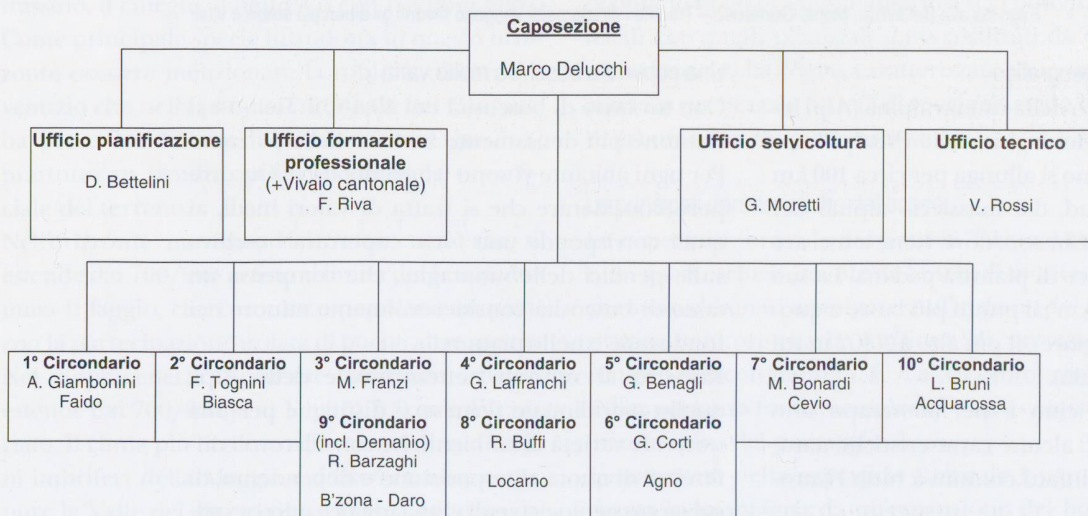 Caposezione
Marco Delucchi
Ufficio pianificazione
D. Bettelini
Ufficio formazione
professionale
(+Vivaio cantonale)
F. Riva
Ufficio selvicoltura
G. Moretti
Ufficio tecnico
V. Rossi
1° Circondario
A. Giambonini
Faido
2° Circondario
F. Tognini
Biasca
3° Circondario
M. Franzi
9° Cirondario
(incl. Demanio)
R. Barzaghi
B'zona - Daro
4° Circondario
C. Laffranchi
8° Circondario
R. Buffi
Locarno
5° Circondario
G. Benagli
6° Circondario
G. Corti
Agno
7° Circondario
M. Bonardi
Cevio
10° Circondario
L. Bruni
Acquarossa